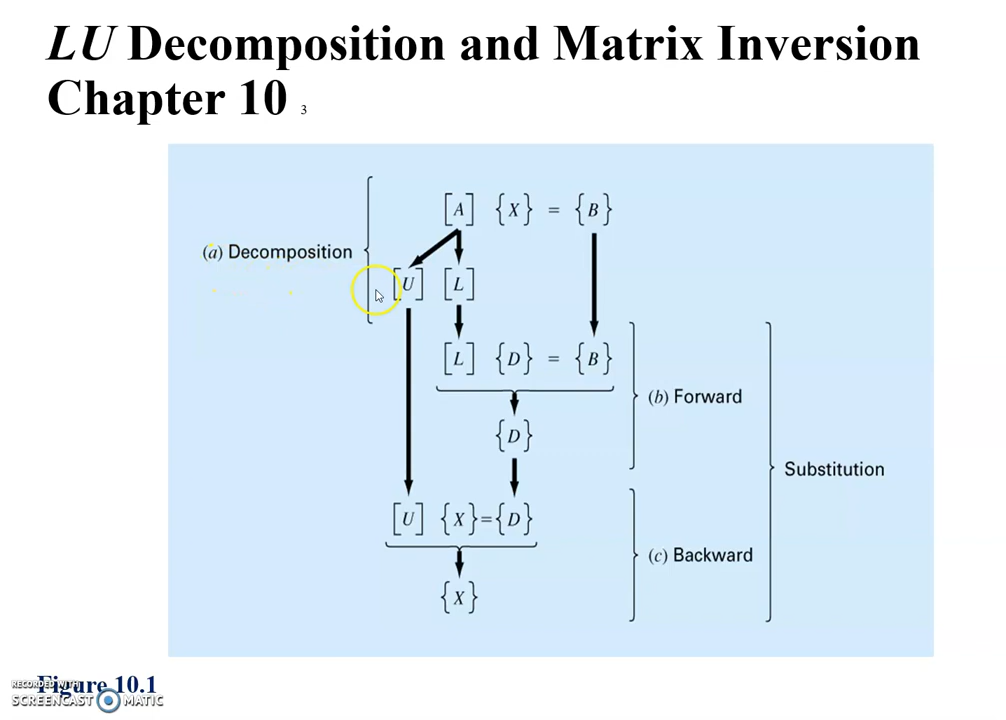 LU Decomposition and Matrix Inversion
Chapter 10 3
[A] {X} = {B}
(a) Decomposition
[U] [L]
[L] {D} = {B}
(b) Forward
{D}
Substitution
[U] {X}={D}
(c) Backward
{X}
Figure 10.1
RECORDED WITH
SCREENCAST MATIC